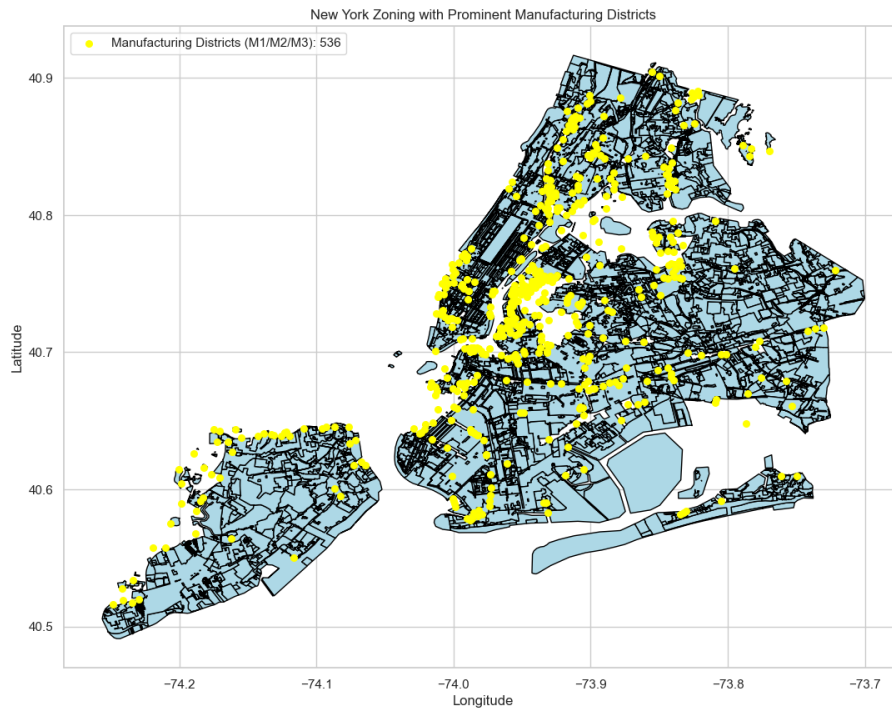 New York Zoning with Prominent Manufacturing Districts
Manufacturing Districts (M1/M2/M3): 536
40.9
40.8
40.7
40.6
40.5
Latitude
−74.2 −74.1 −74.0 −73.9 −73.8 −73.7
Longitude